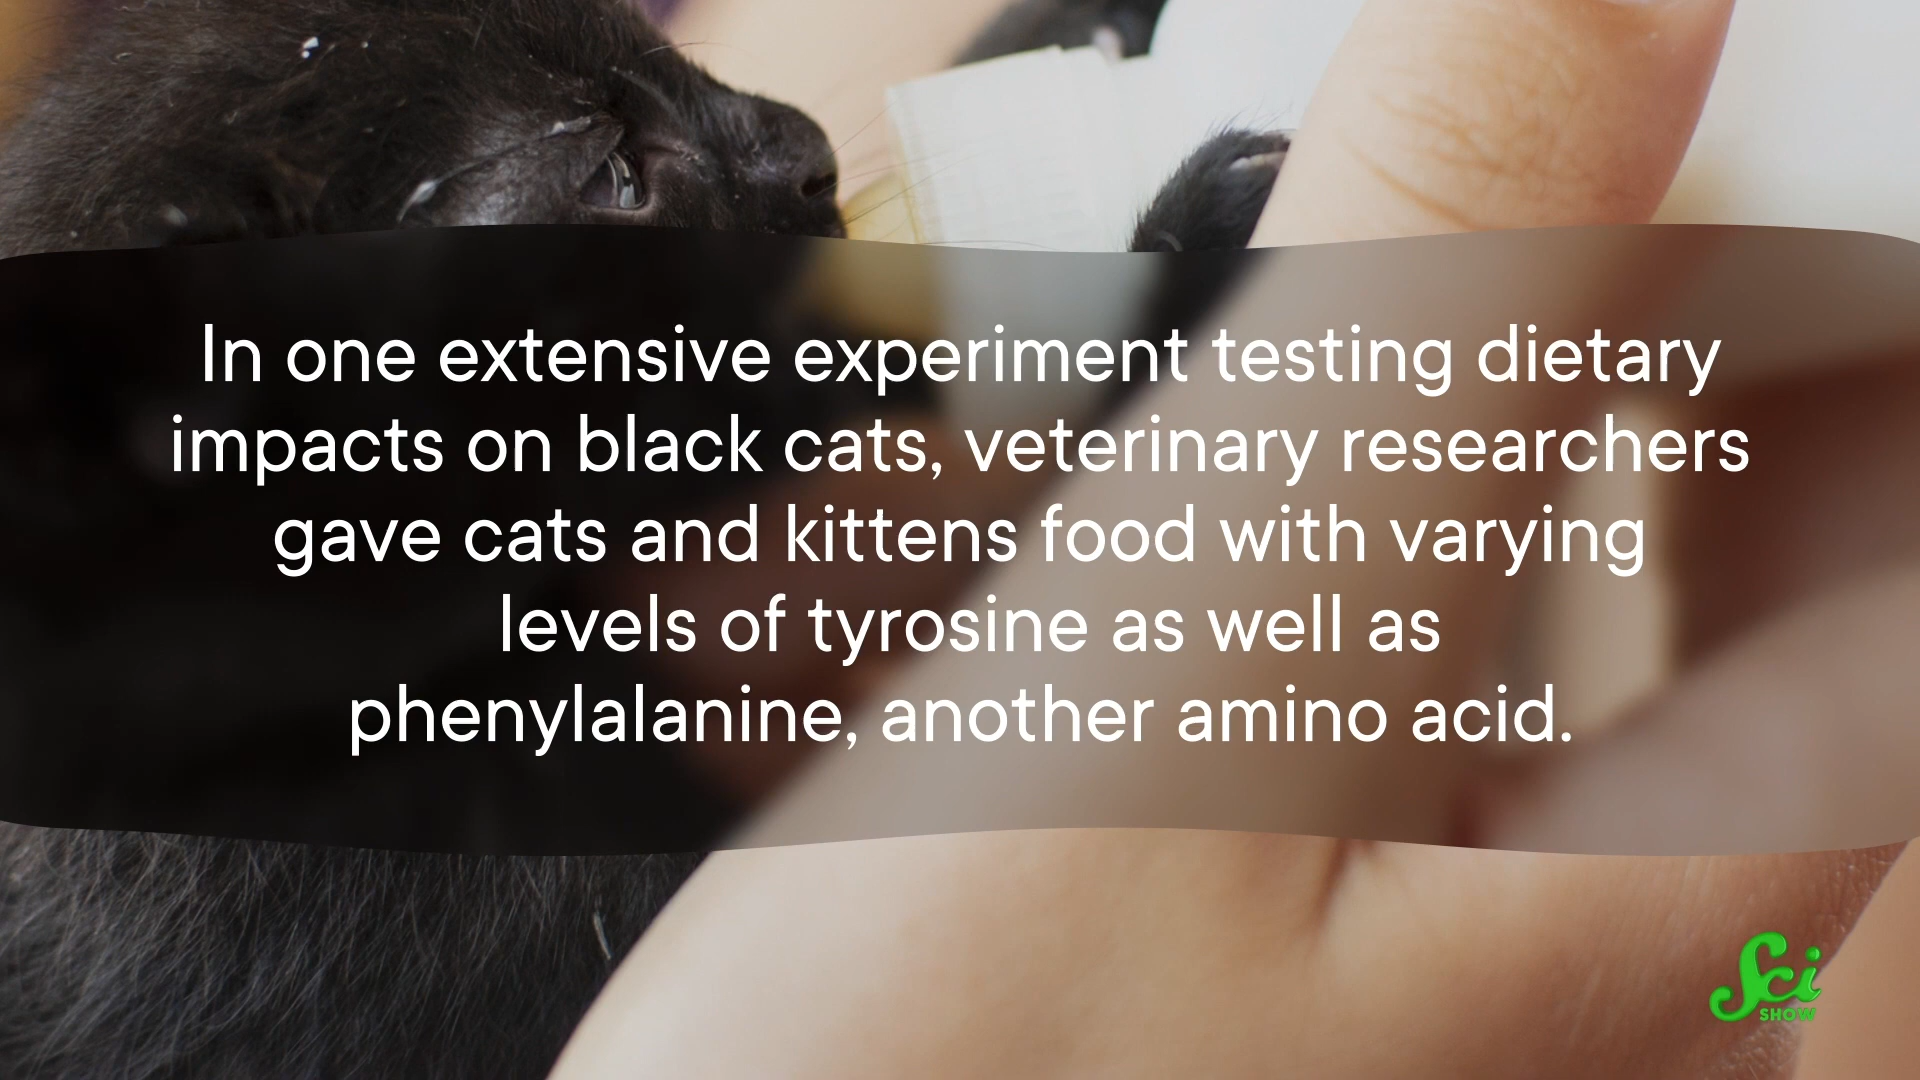 In one extensive experiment testing dietary
impacts on black cats, veterinary researchers
gave cats and kittens food with varying
levels of tyrosine as well as
phenylalanine, another amino acid.
Sci
SHOW